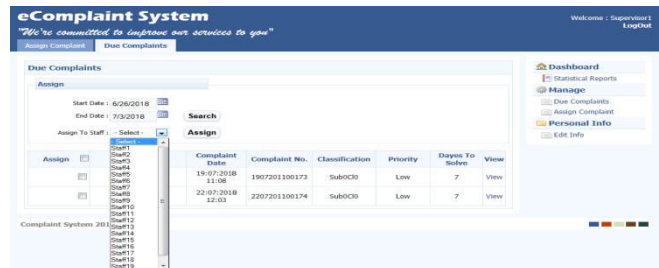 eComplaint System
"We're committed to improve our services to you"
Welcome : Supervisor1
LogOut
Assign Complaint Due Complaints
Due Complaints
Assign
Start Date : 6/26/2018
End Date : 7/3/2018 Search
Assign To Staff : - Select - Assign
- Select -
Staff1
Staff2
Staff3
Staff4
Staff5
Staff6
Staff7
Staff8
Staff9
Staff10
Staff11
Staff12
Staff13
Staff14
Staff15
Staff16
Staff17
Staff18
Staff19
Assign Complaint Date Complaint No. Classification Priority Dayes To Solve View
19:07:2018 11:08 1907201100173 Sub0Cl0 Low 7 View
22:07:2018 12:03 2207201100174 Sub0Cl0 Low 7 View
Dashboard
Statistical Reports
Manage
Due Complaints
Assign Complaint
Personal Info
Edit Info
Complaint System 201